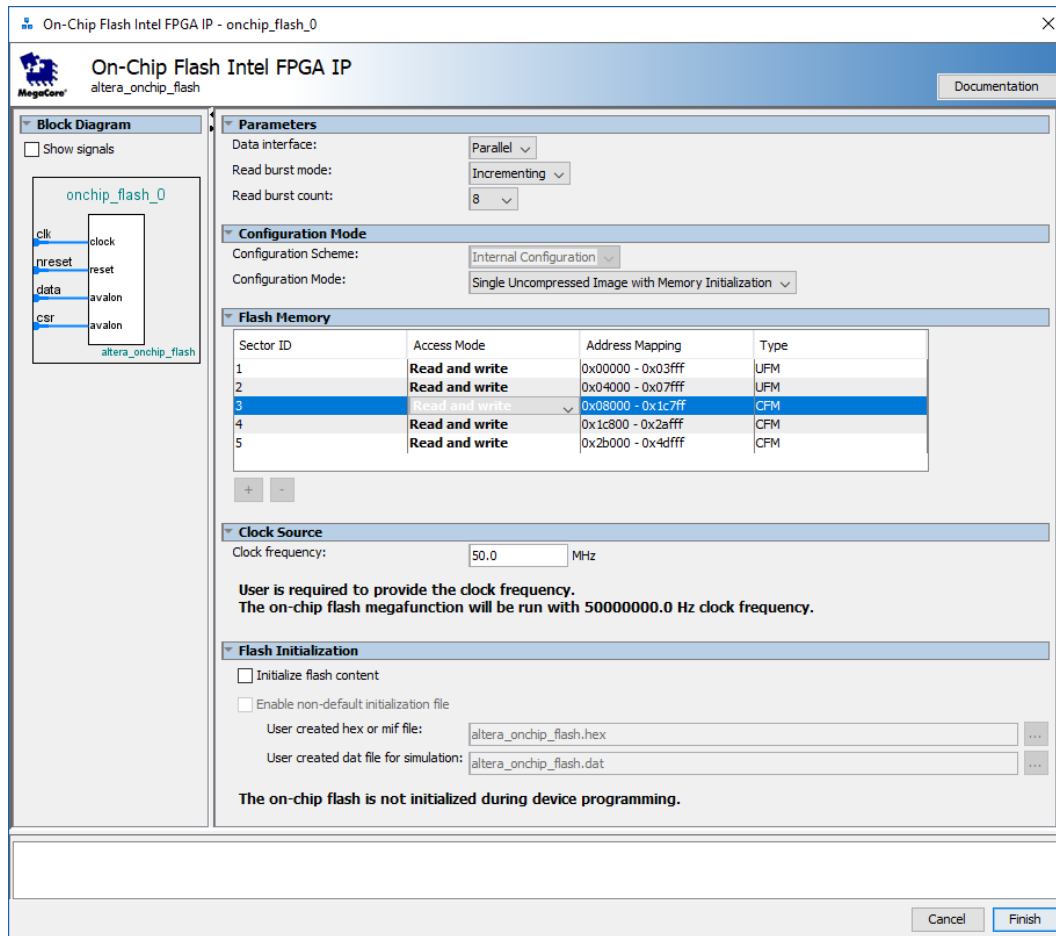 On-Chip Flash Intel FPGA IP - onchip_flash_0
MegaCore®
On-Chip Flash Intel FPGA IP
altera_onchip_flash
Documentation
Block Diagram
Show signals
onchip_flash_0
clk
clock
nreset
reset
data
avalon
csr
avalon
altera_onchip_flash
Parameters
Data interface: Parallel
Read burst mode: Incrementing
Read burst count: 8
Configuration Mode
Configuration Scheme: Internal Configuration
Configuration Mode: Single Uncompressed Image with Memory Initialization
Flash Memory
Sector ID Access Mode Address Mapping Type
1 Read and write 0x00000 - 0x03fff UFM
2 Read and write 0x04000 - 0x07fff UFM
3 Read and write 0x08000 - 0x1c7ff CFM
4 Read and write 0x1c800 - 0x2afff CFM
5 Read and write 0x2b000 - 0x4dfff CFM
+ -
Clock Source
Clock frequency: 50.0 MHz
User is required to provide the clock frequency.
The on-chip flash megafunction will be run with 50000000.0 Hz clock frequency.
Flash Initialization
Initialize flash content
Enable non-default initialization file
User created hex or mif file: altera_onchip_flash.hex ...
User created dat file for simulation: altera_onchip_flash.dat ...
The on-chip flash is not initialized during device programming.
Cancel Finish